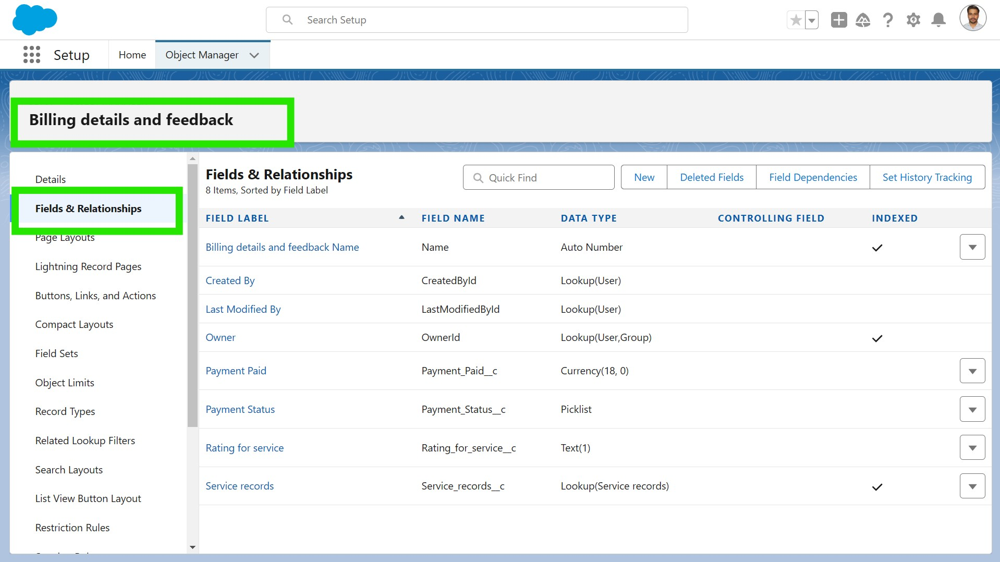 Search Setup
Setup
Home
Object Manager
Billing details and feedback
Details
Fields & Relationships
Page Layouts
Lightning Record Pages
Buttons, Links, and Actions
Compact Layouts
Field Sets
Object Limits
Record Types
Related Lookup Filters
Search Layouts
List View Button Layout
Restriction Rules
Fields & Relationships
8 Items, Sorted by Field Label
Quick Find
New
Deleted Fields
Field Dependencies
Set History Tracking
FIELD LABEL FIELD NAME DATA TYPE CONTROLLING FIELD INDEXED
Billing details and feedback Name Name Auto Number
Created By CreatedById Lookup(User)
Last Modified By LastModifiedById Lookup(User)
Owner OwnerId Lookup(User,Group)
Payment Paid Payment_Paid__c Currency(18, 0)
Payment Status Payment_Status__c Picklist
Rating for service Rating_for_service__c Text(1)
Service records Service_records__c Lookup(Service records)